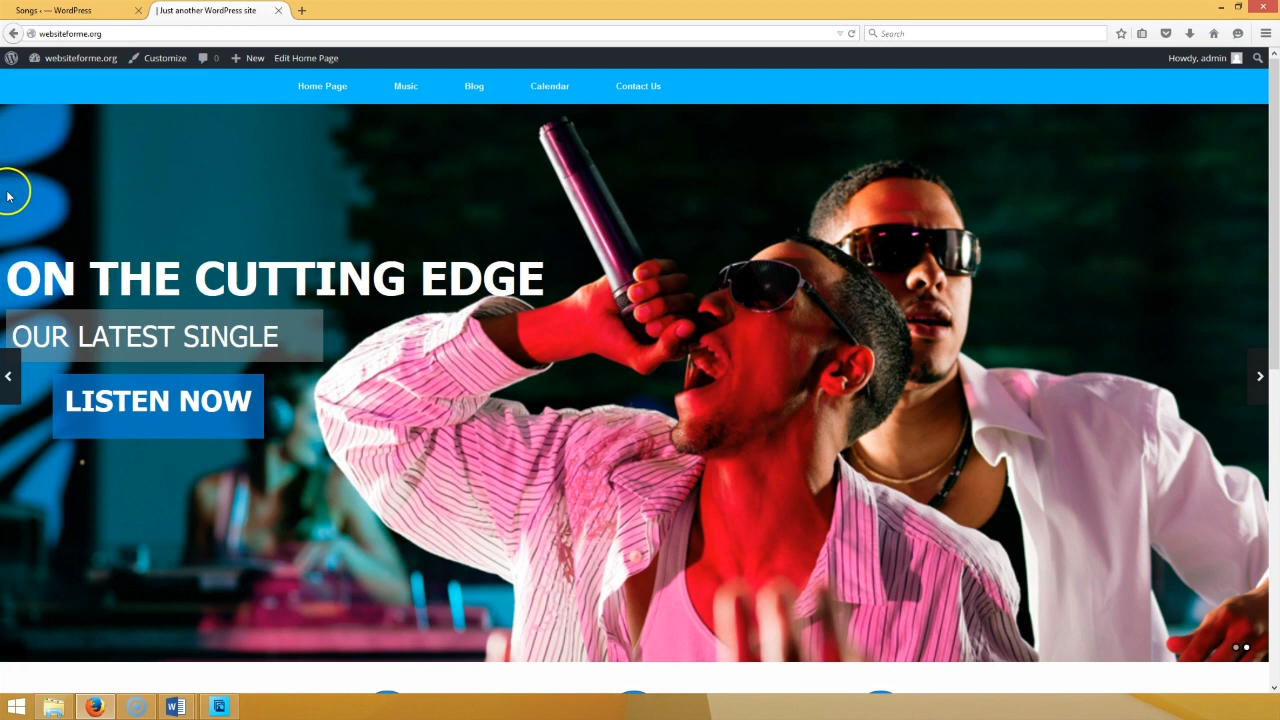 Songs ‹ — WordPress
| Just another WordPress site
websiteforme.org
Search
websiteforme.org
Customize
0
New
Edit Home Page
Howdy, admin
Home Page
Music
Blog
Calendar
Contact Us
ON THE CUTTING EDGE
OUR LATEST SINGLE
LISTEN NOW